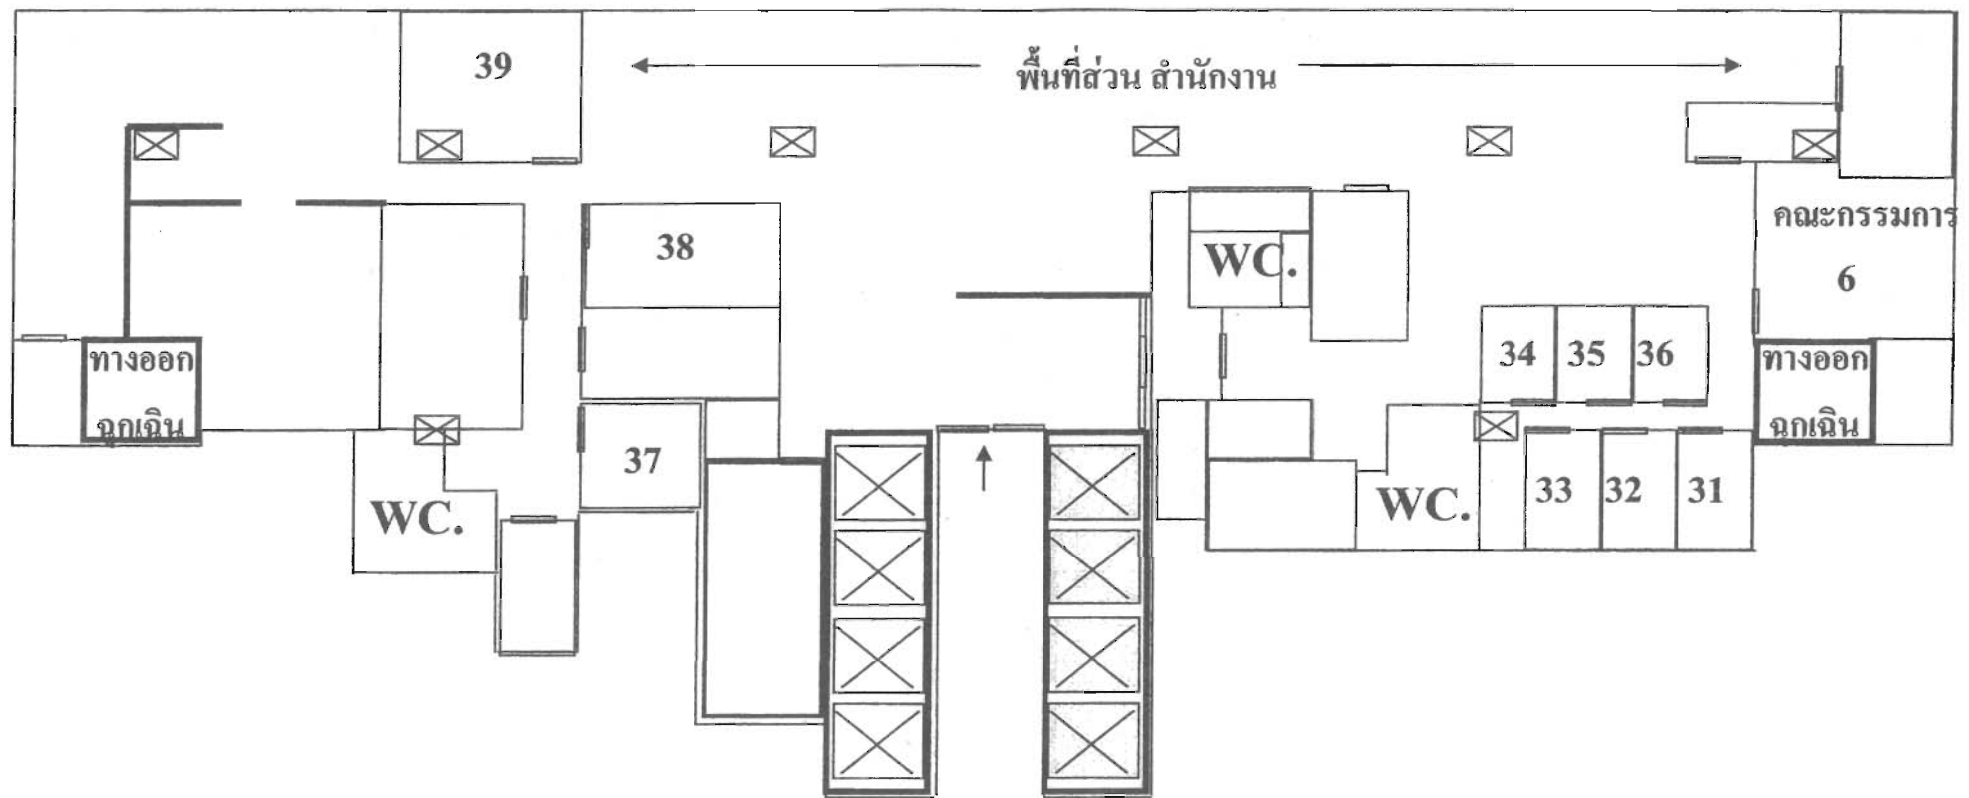 39
พื้นที่ส่วน สำนักงาน
38
WC.
คณะกรรมการ
6
ทางออก
ฉุกเฉิน
34 35 36
ทางออก
ฉุกเฉิน
37
WC.
WC.
33 32 31